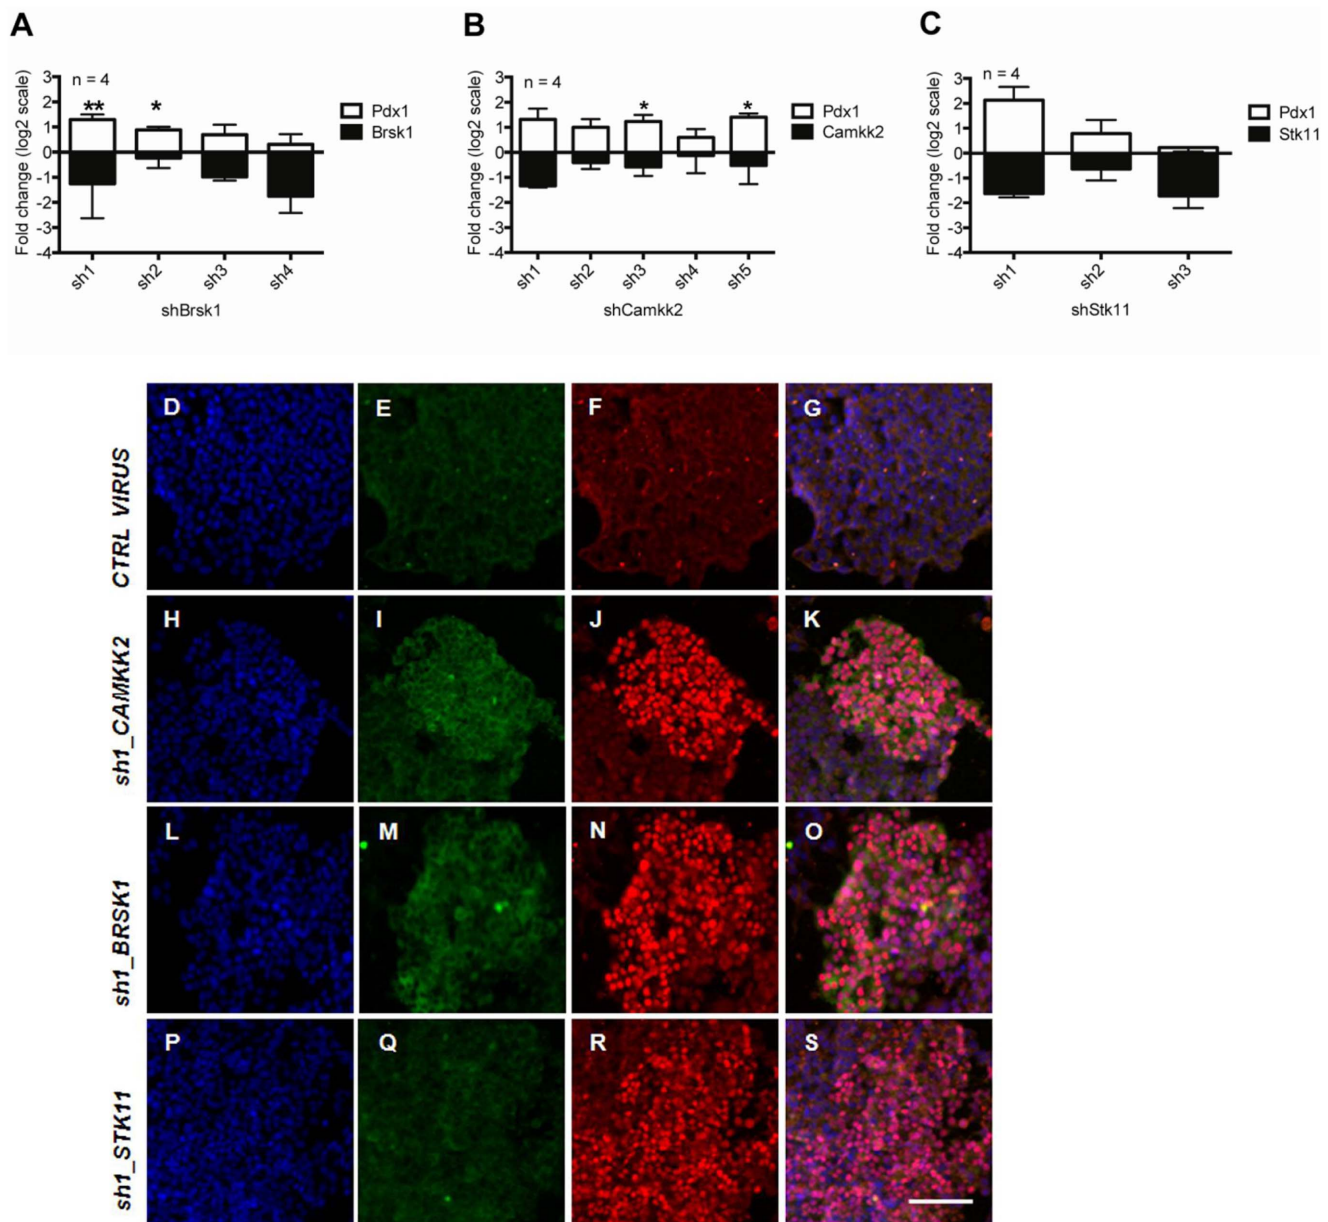 A
B
C
n = 4
3
2
1
0
-1
-2
-3
-4
Fold change (log2 scale)
**
*
Pdx1
Brsk1
sh1
sh2
sh3
sh4
shBrsk1
n = 4
3
2
1
0
-1
-2
-3
-4
Fold change (log2 scale)
*
*
Pdx1
Camkk2
sh1
sh2
sh3
sh4
sh5
shCamkk2
n = 4
3
2
1
0
-1
-2
-3
-4
Fold change (log2 scale)
Pdx1
Stk11
sh1
sh2
sh3
shStk11
CTRL VIRUS
D
E
F
G
sh1_CAMKK2
H
I
J
K
sh1_BRSK1
L
M
N
O
sh1_STK11
P
Q
R
S